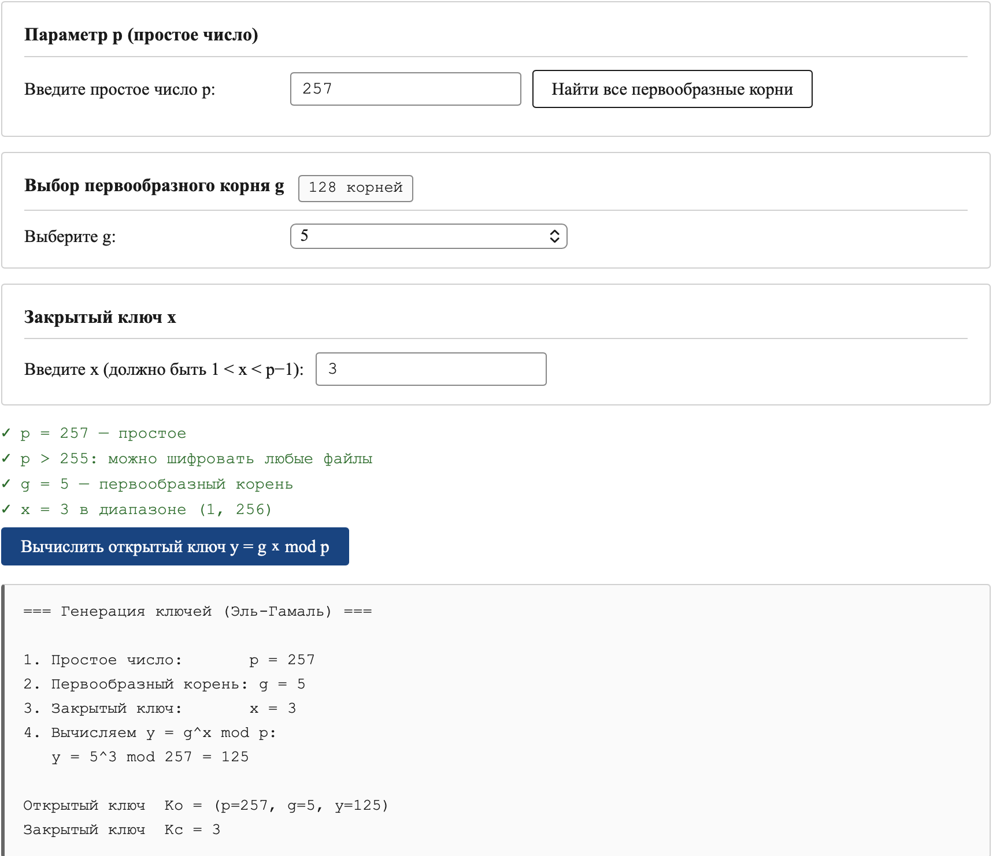 Параметр p (простое число)
Введите простое число p: 257 Найти все первообразные корни
Выбор первообразного корня g 128 корней
Выберите g: 5
Закрытый ключ x
Введите x (должно быть 1 < x < p−1): 3
✓ p = 257 — простое
✓ p > 255: можно шифровать любые файлы
✓ g = 5 — первообразный корень
✓ x = 3 в диапазоне (1, 256)
Вычислить открытый ключ y = g x mod p
=== Генерация ключей (Эль-Гамаль) ===
1. Простое число: p = 257
2. Первообразный корень: g = 5
3. Закрытый ключ: x = 3
4. Вычисляем y = g^x mod p:
y = 5^3 mod 257 = 125
Открытый ключ Ko = (p=257, g=5, y=125)
Закрытый ключ Kc = 3